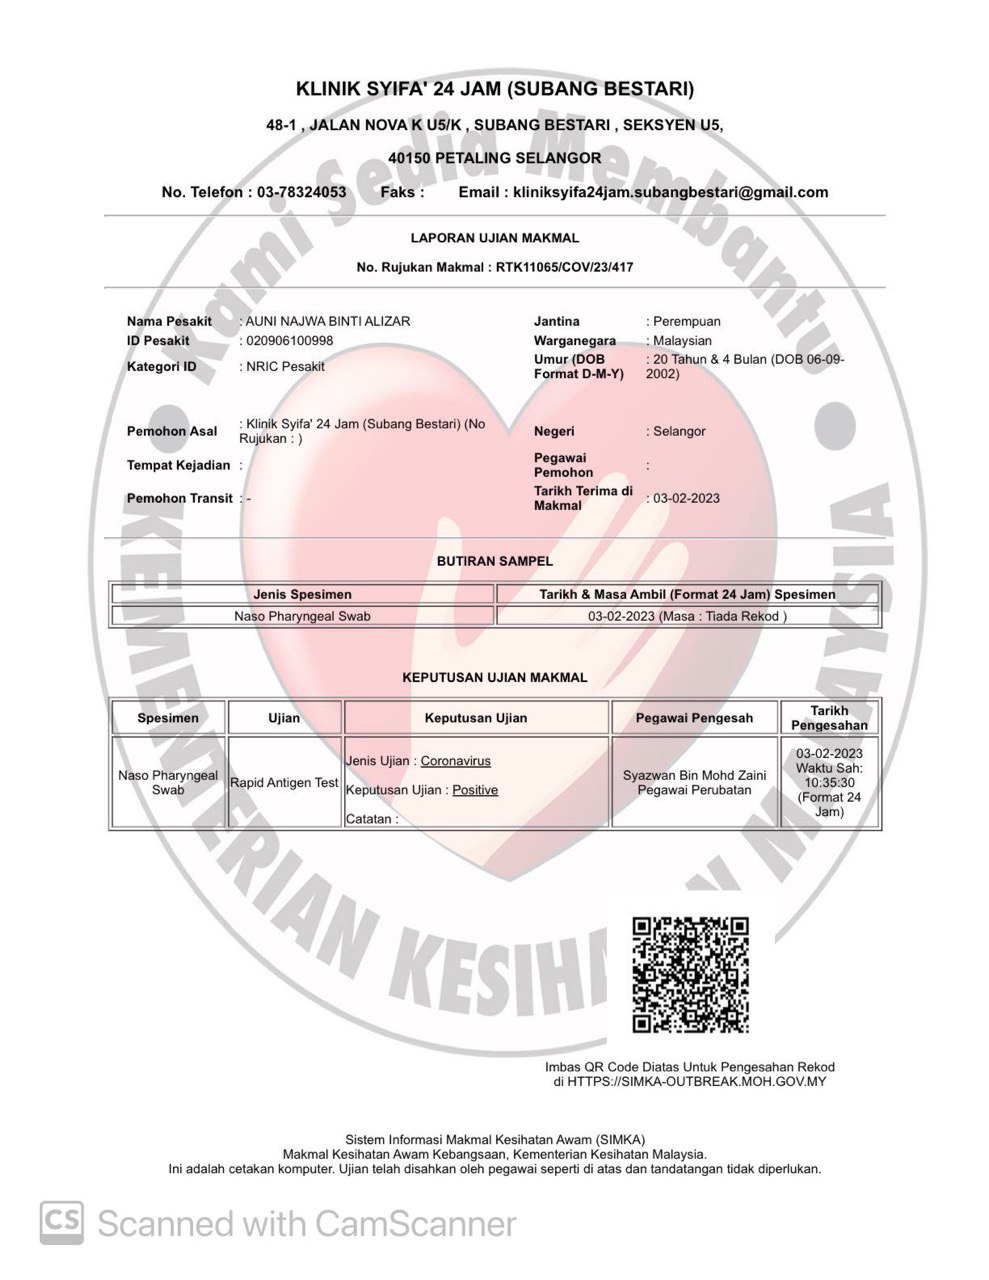 KLINIK SYIFA' 24 JAM (SUBANG BESTARI)
48-1 , JALAN NOVA K U5/K , SUBANG BESTARI , SEKSYEN U5,
40150 PETALING SELANGOR
No. Telefon : 03-78324053 Faks : Email : kliniksyifa24jam.subangbestari@gmail.com
LAPORAN UJIAN MAKMAL
No. Rujukan Makmal : RTK11065/COV/23/417
Nama Pesakit : AUNI NAJWA BINTI ALIZAR
ID Pesakit : 020906100998
Kategori ID : NRIC Pesakit
Jantina : Perempuan
Warganegara : Malaysian
Umur (DOB Format D-M-Y) : 20 Tahun & 4 Bulan (DOB 06-09-2002)
Pemohon Asal : Klinik Syifa' 24 Jam (Subang Bestari) (No Rujukan : )
Tempat Kejadian :
Pemohon Transit : -
Negeri : Selangor
Pegawai Pemohon :
Tarikh Terima di Makmal : 03-02-2023
BUTIRAN SAMPEL
Jenis Spesimen Tarikh & Masa Ambil (Format 24 Jam) Spesimen
Naso Pharyngeal Swab 03-02-2023 (Masa : Tiada Rekod )
KEPUTUSAN UJIAN MAKMAL
Spesimen Ujian Keputusan Ujian Pegawai Pengesah Tarikh Pengesahan
Naso Pharyngeal Swab
Rapid Antigen Test
Jenis Ujian : Coronavirus
Keputusan Ujian : Positive
Catatan :
Syazwan Bin Mohd Zaini
Pegawai Perubatan
03-02-2023
Waktu Sah:
10:35:30
(Format 24
Jam)
Kami Sedia Membantu
KEMENTERIAN KESIHA N MALAYSIA
Imbas QR Code Diatas Untuk Pengesahan Rekod
di HTTPS://SIMKA-OUTBREAK.MOH.GOV.MY
Sistem Informasi Makmal Kesihatan Awam (SIMKA)
Makmal Kesihatan Awam Kebangsaan, Kementerian Kesihatan Malaysia.
Ini adalah cetakan komputer. Ujian telah disahkan oleh pegawai seperti di atas dan tandatangan tidak diperlukan.
CS Scanned with CamScanner